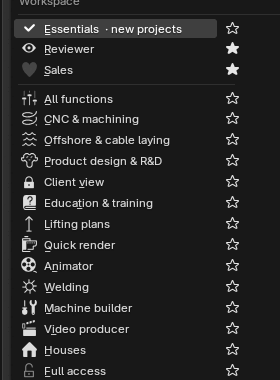 Workspace
Essentials · new projects
Reviewer
Sales
All functions
CNC & machining
Offshore & cable laying
Product design & R&D
Client view
Education & training
Lifting plans
Quick render
Animator
Welding
Machine builder
Video producer
Houses
Full access